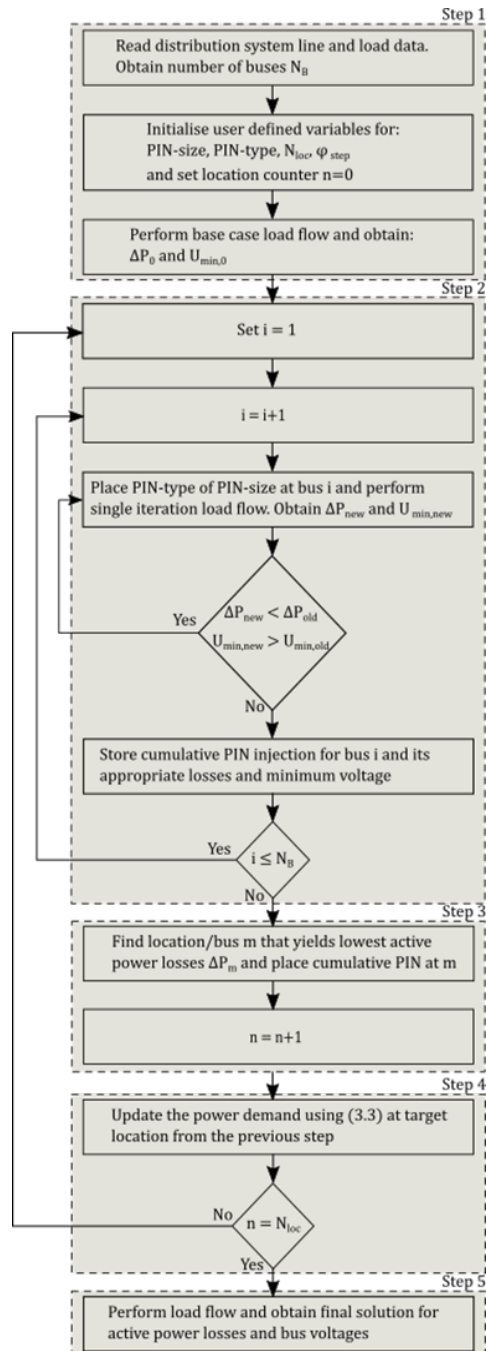 Step 1
Read distribution system line and load data.
Obtain number of buses N_B
Initialise user defined variables for:
PIN-size, PIN-type, N_loc, φ_step
and set location counter n=0
Perform base case load flow and obtain:
ΔP_0 and U_min,0
Step 2
Set i = 1
i = i+1
Place PIN-type of PIN-size at bus i and perform
single iteration load flow. Obtain ΔP_new and U_min,new
Yes
ΔP_new < ΔP_old
U_min,new > U_min,old
No
Store cumulative PIN injection for bus i and its
appropriate losses and minimum voltage
Yes
i ≤ N_B
No
Step 3
Find location/bus m that yields lowest active
power losses ΔP_m and place cumulative PIN at m
n = n+1
Step 4
Update the power demand using (3.3) at target
location from the previous step
No
n = N_loc
Yes
Step 5
Perform load flow and obtain final solution for
active power losses and bus voltages